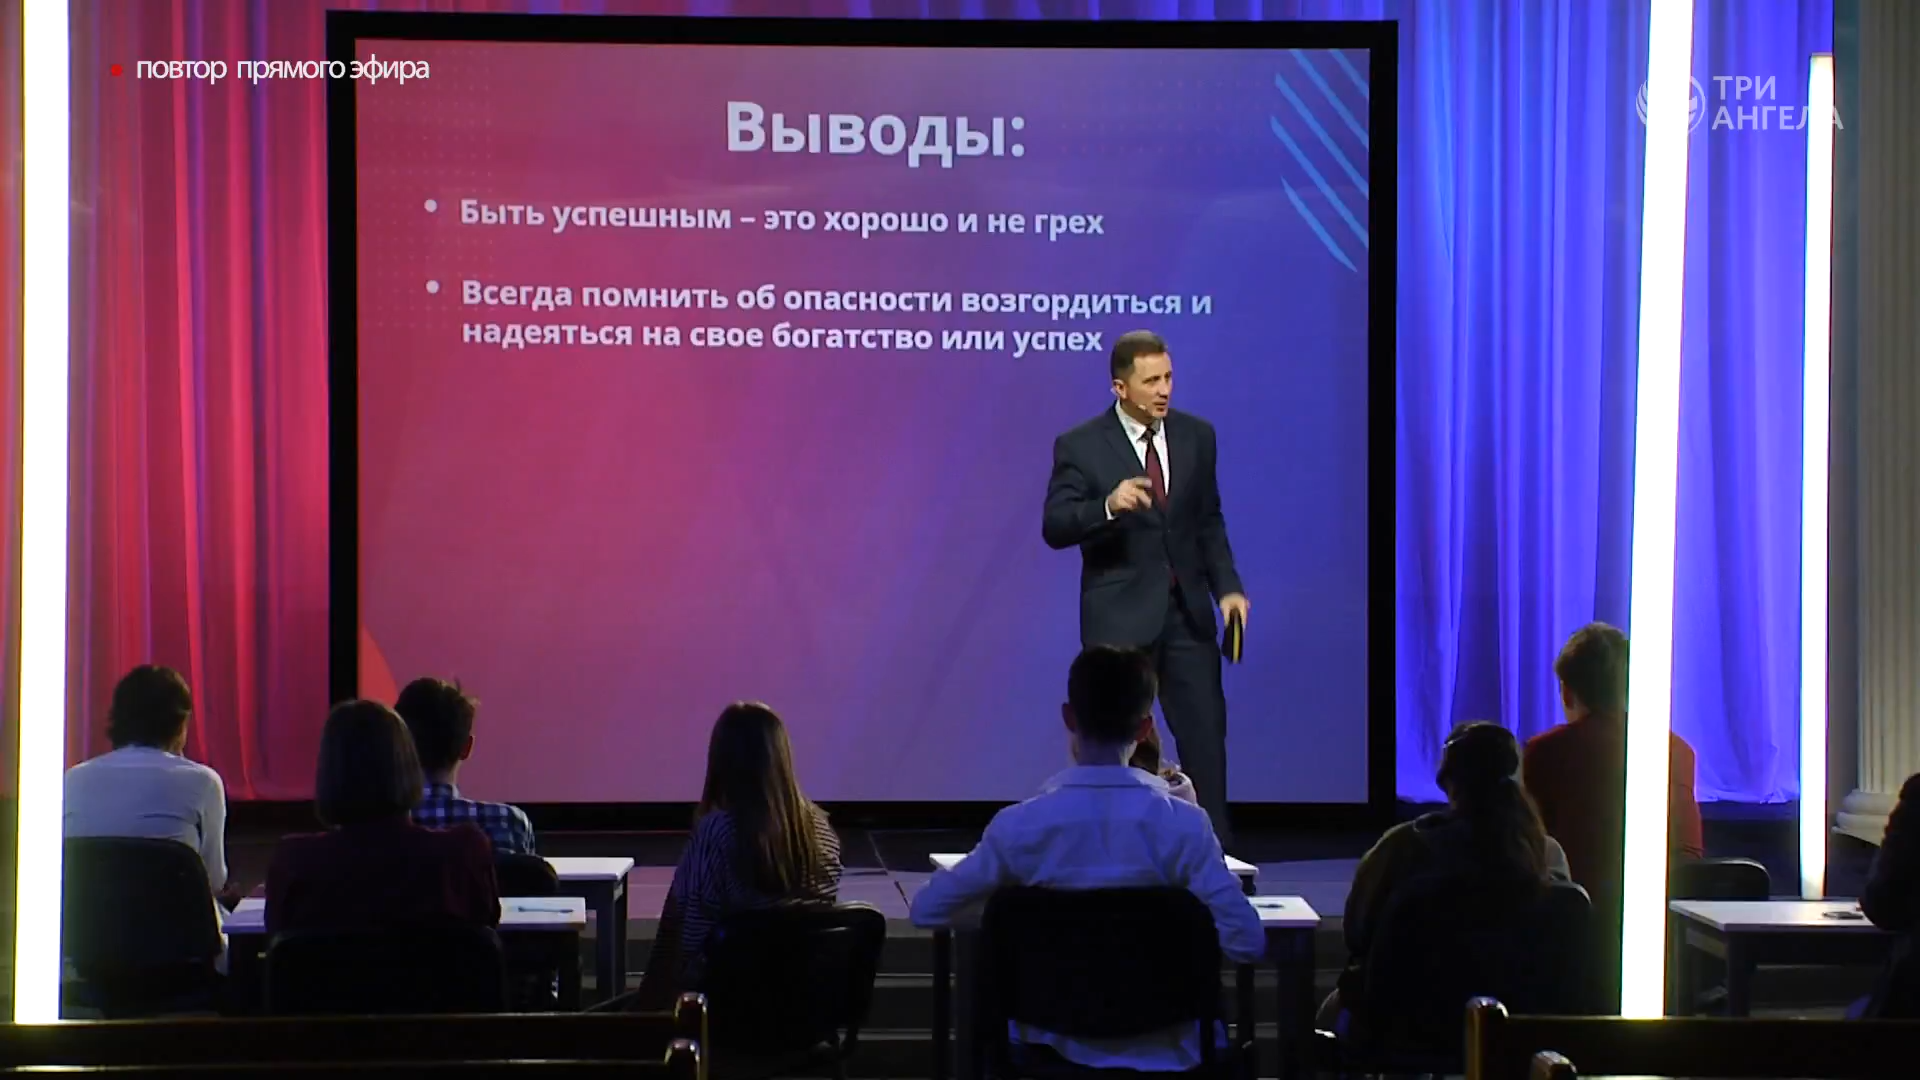 повтор прямого эфира
ТРИ
АНГЕЛА
Выводы:
• Быть успешным – это хорошо и не грех
• Всегда помнить об опасности возгордиться и
надеяться на свое богатство или успех